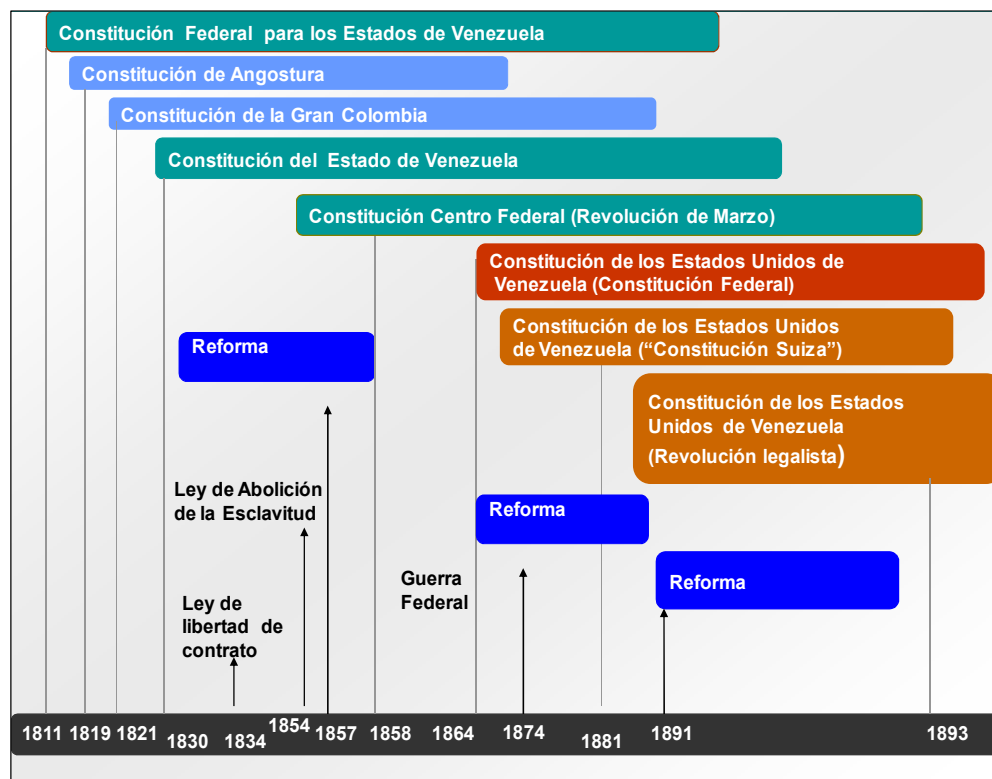 Constitución Federal para los Estados de Venezuela
Constitución de Angostura
Constitución de la Gran Colombia
Constitución del Estado de Venezuela
Constitución Centro Federal (Revolución de Marzo)
Constitución de los Estados Unidos de
Venezuela (Constitución Federal)
Constitución de los Estados Unidos
de Venezuela (“Constitución Suiza”)
Reforma
Constitución de los Estados
Unidos de Venezuela
(Revolución legalista)
Ley de Abolición
de la Esclavitud
Reforma
Guerra
Federal
Reforma
Ley de
libertad de
contrato
1811
1819
1821
1830
1834
1854
1857
1858
1864
1874
1881
1891
1893